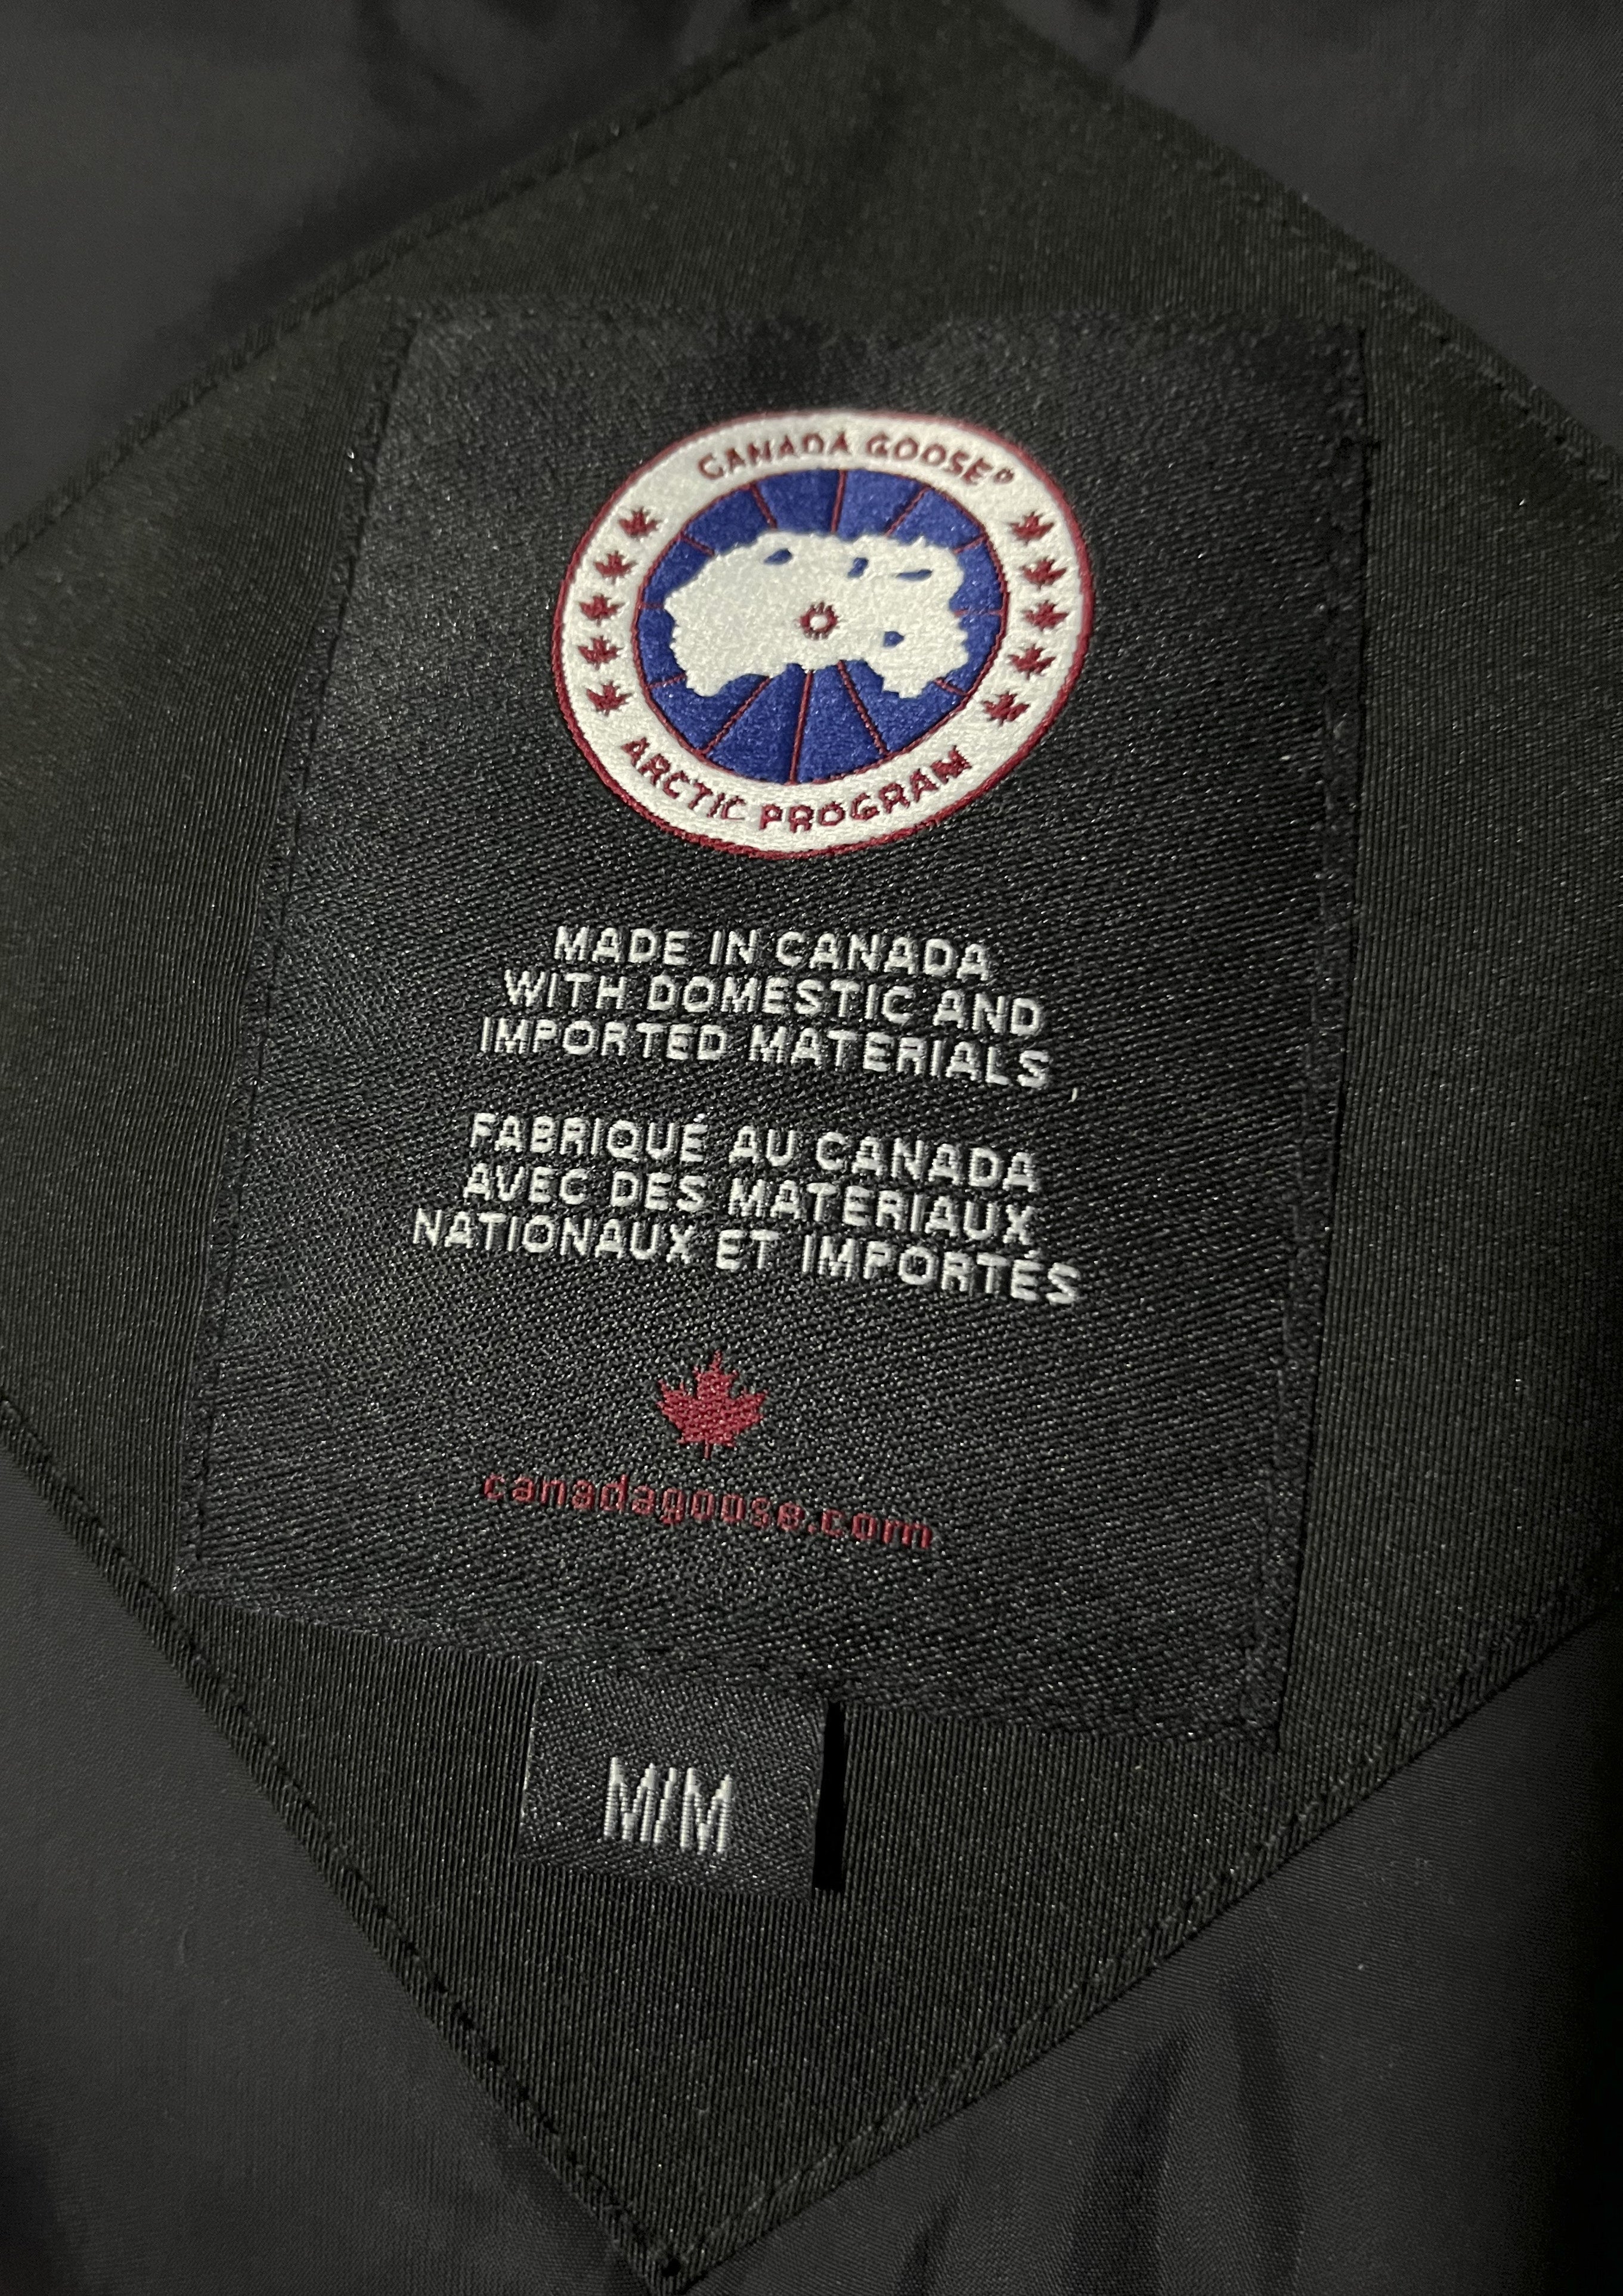 CANADA GOOSE®
ARCTIC PROGRAM
MADE IN CANADA
WITH DOMESTIC AND
IMPORTED MATERIALS
FABRIQUÉ AU CANADA
AVEC DES MATERIAUX
NATIONAUX ET IMPORTÉS
canadagoose.com
M/M